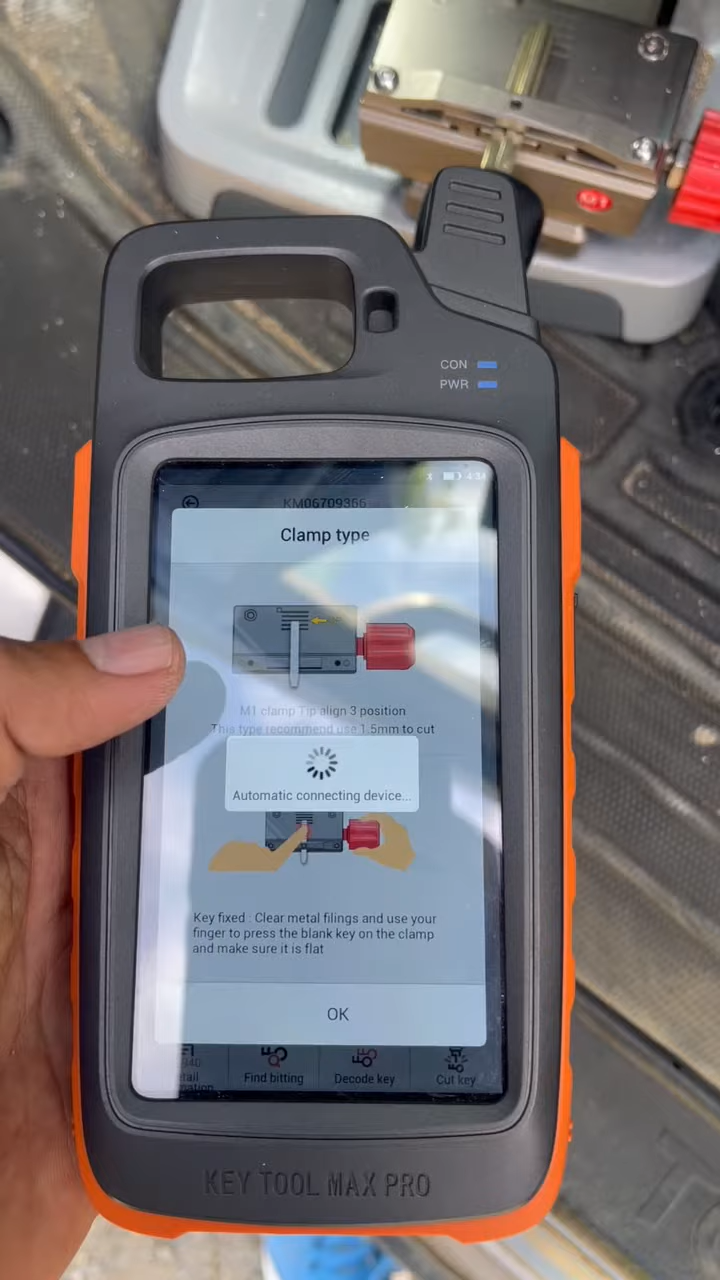 CON
PWR
KM06709366
Clamp type
M1 clamp Tip align 3 position
This type recommend use 1.5mm to cut
Automatic connecting device...
Key fixed : Clear metal filings and use your
finger to press the blank key on the clamp
and make sure it is flat
OK
Find bitting
Decode key
Cut key
KEY TOOL MAX PRO